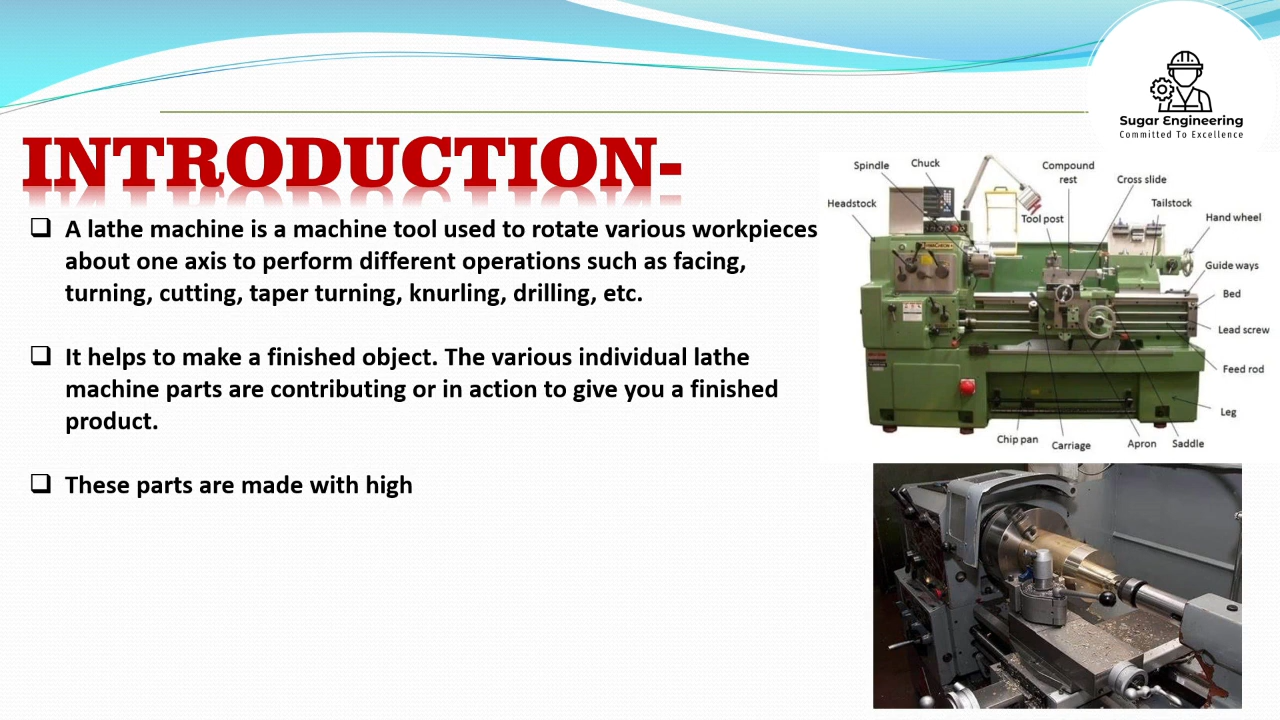 Sugar Engineering
Committed To Excellence
INTRODUCTION-
❑ A lathe machine is a machine tool used to rotate various workpieces
about one axis to perform different operations such as facing,
turning, cutting, taper turning, knurling, drilling, etc.
❑ It helps to make a finished object. The various individual lathe
machine parts are contributing or in action to give you a finished
product.
❑ These parts are made with high
Spindle
Chuck
Compound
rest
Cross slide
Headstock
Tool post
Tailstock
Hand wheel
Guide ways
Bed
Lead screw
Feed rod
Leg
Chip pan
Carriage
Apron
Saddle